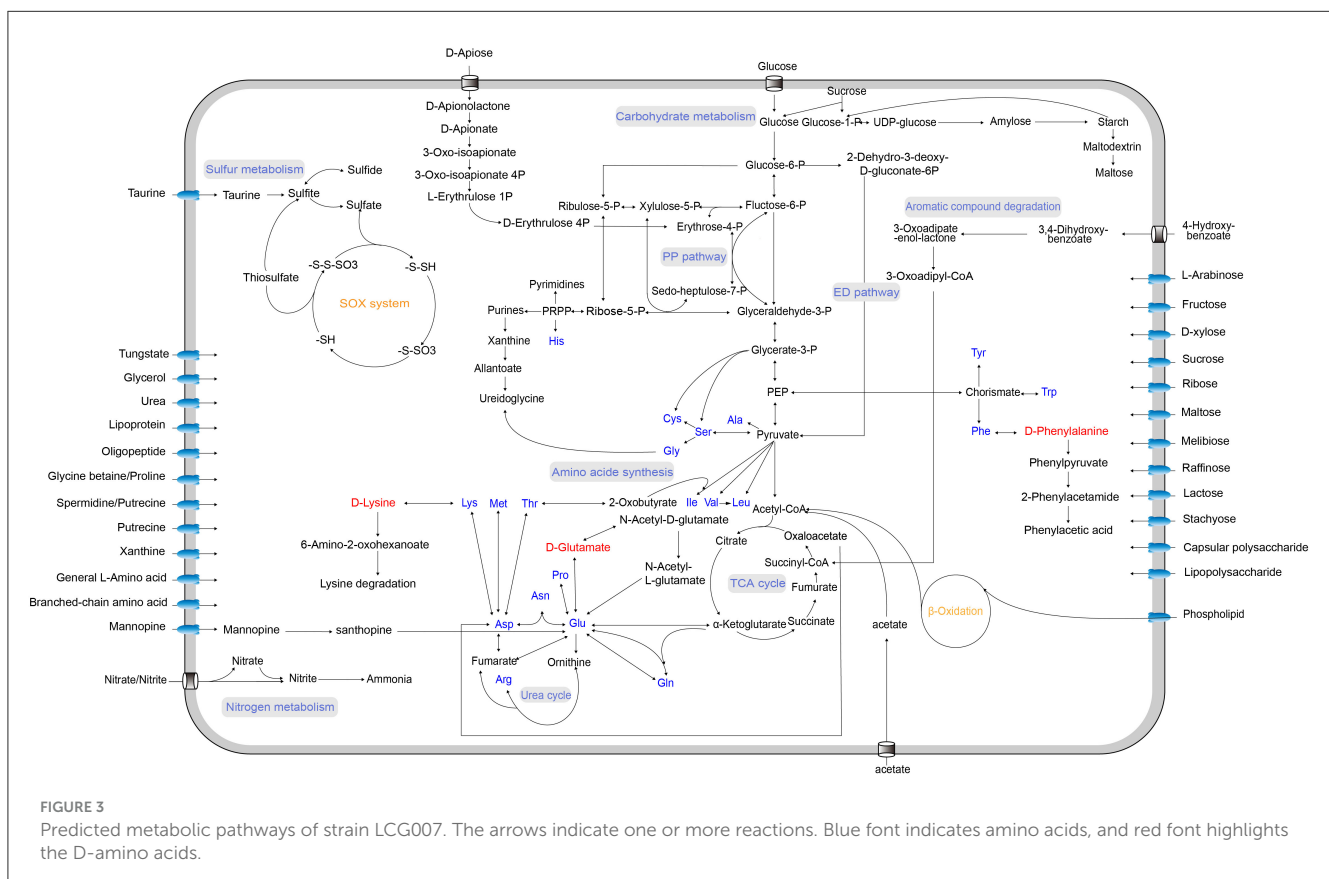 D-Apiose
Glucose
Sucrose
D-Apionolactone
D-Apionate
3-Oxo-isoapionate
3-Oxo-isoapionate 4P
L-Erythrulose 1P
D-Erythrulose 4P
Carbohydrate metabolism
Glucose
Glucose-1-P
UDP-glucose
Amylose
Starch
Maltodextrin
Maltose
Glucose-6-P
2-Dehydro-3-deoxy-
D-gluconate-6P
Sulfur metabolism
Sulfide
Taurine
Taurine
Sulfite
Sulfate
Thiosulfate
-S-S-SO3
-S-SH
SOX system
-SH
-S-SO3
Ribulose-5-P
Xylulose-5-P
Fluctose-6-P
Erythrose-4-P
PP pathway
Sedo-heptulose-7-P
ED pathway
Aromatic compound degradation
3-Oxoadipate
-enol-lactone
3,4-Dihydroxy-
benzoate
4-Hydroxy-
benzoate
3-Oxoadipyl-CoA
Pyrimidines
Purines
PRPP
Ribose-5-P
Glyceraldehyde-3-P
His
Xanthine
Allantoate
Ureidoglycine
Glycerate-3-P
PEP
Tyr
Chorismate
Trp
Phe
D-Phenylalanine
Phenylpyruvate
2-Phenylacetamide
Phenylacetic acid
Cys
Ser
Gly
Ala
Pyruvate
Amino acide synthesis
L-Arabinose
Fructose
D-xylose
Sucrose
Ribose
Maltose
Melibiose
Raffinose
Lactose
Stachyose
Capsular polysaccharide
Lipopolysaccharide
Phospholipid
Tungstate
Glycerol
Urea
Lipoprotein
Oligopeptide
Glycine betaine/Proline
Spermidine/Putrecine
Putrecine
Xanthine
General L-Amino acid
Branched-chain amino acid
Mannopine
Mannopine
santhopine
D-Lysine
Lys
Met
Thr
2-Oxobutyrate
Ile
Val
Leu
Acetyl-CoA
6-Amino-2-oxohexanoate
Lysine degradation
N-Acetyl-D-glutamate
D-Glutamate
N-Acetyl-
L-glutamate
Citrate
Oxaloacetate
Succinyl-CoA
TCA cycle
Fumurate
Succinate
α-Ketoglutarate
β-Oxidation
acetate
Pro
Asn
Asp
Glu
Fumarate
Ornithine
Arg
Urea cycle
Gln
Nitrate/Nitrite
Nitrate
Nitrite
Ammonia
Nitrogen metabolism
acetate
FIGURE 3
Predicted metabolic pathways of strain LCG007. The arrows indicate one or more reactions. Blue font indicates amino acids, and red font highlights
the D-amino acids.